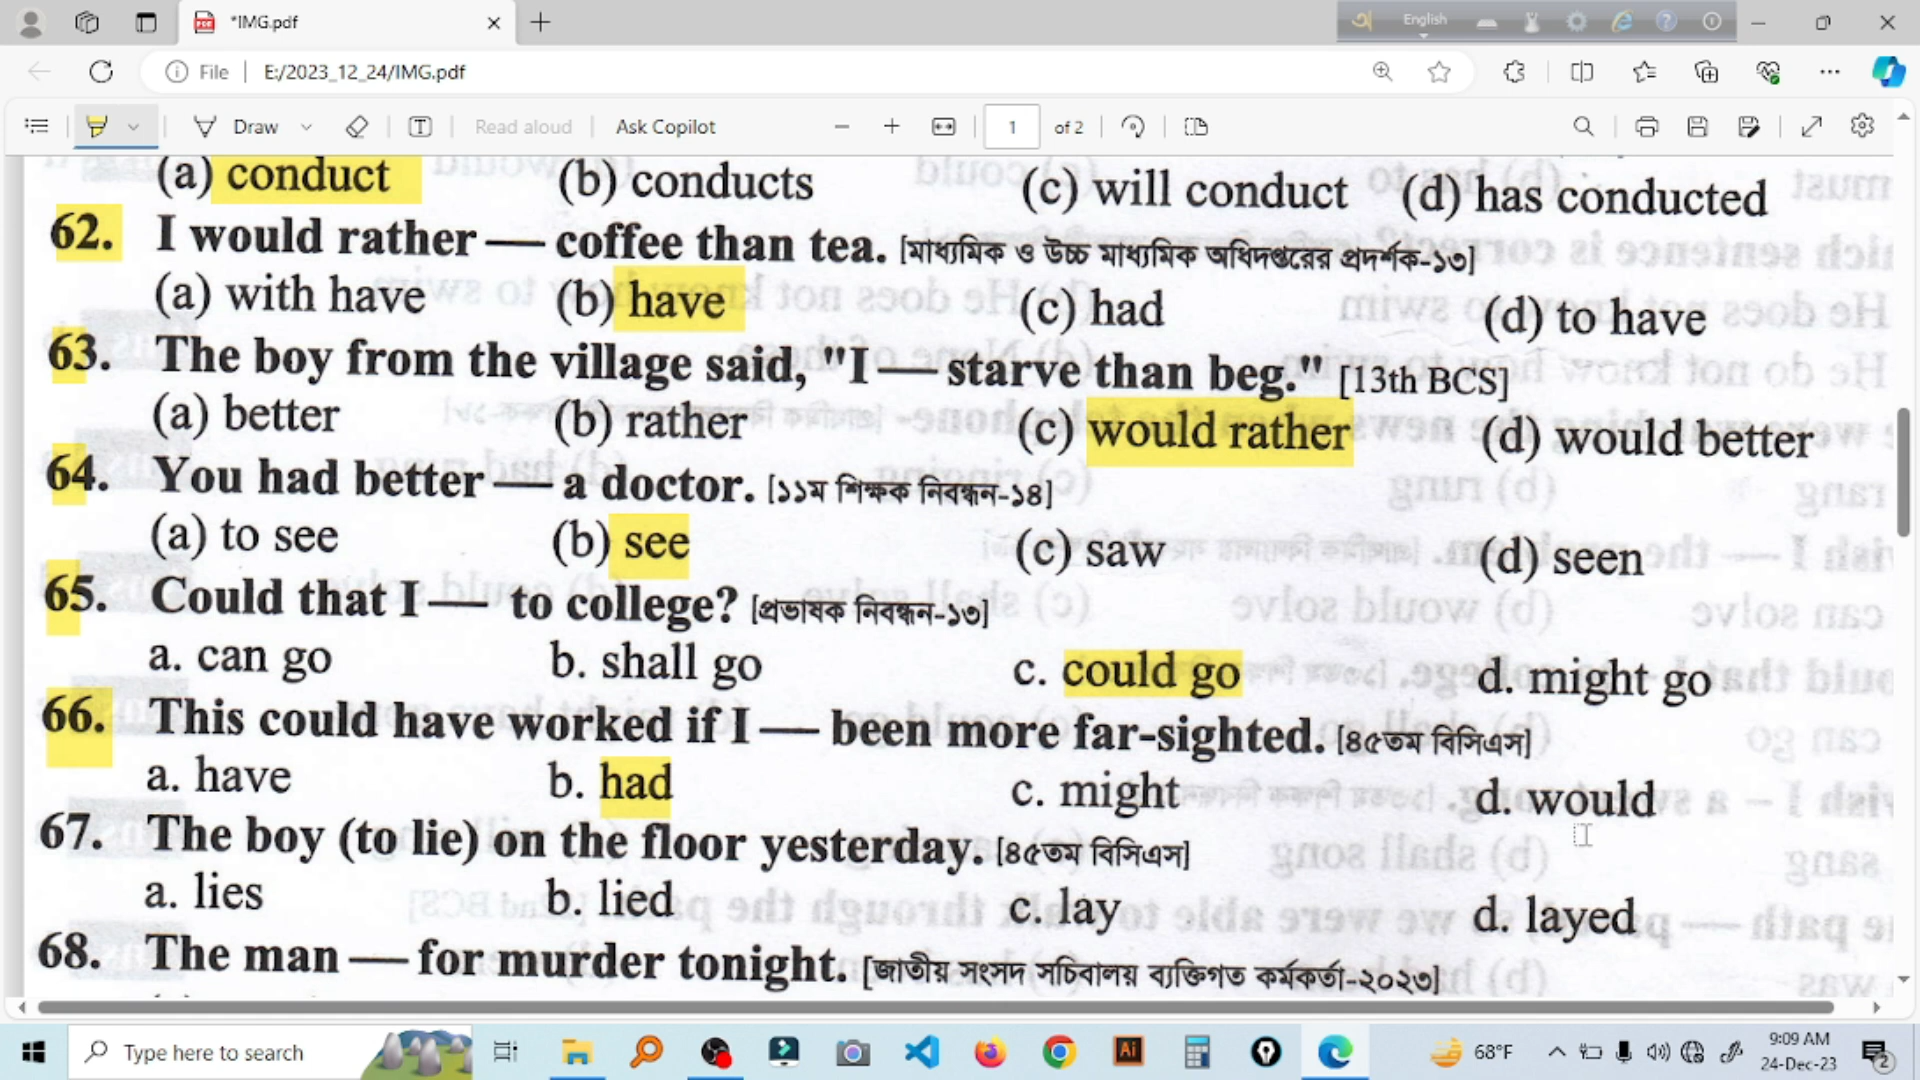 *IMG.pdf
English
File
E:/2023_12_24/IMG.pdf
Draw
Read aloud
Ask Copilot
1
of 2
(a) conduct (b) conducts (c) will conduct (d) has conducted
62. I would rather — coffee than tea. [মাধ্যমিক ও উচ্চ মাধ্যমিক অধিদপ্তরের প্রদর্শক-১৩]
(a) with have (b) have (c) had (d) to have
63. The boy from the village said, "I — starve than beg." [13th BCS]
(a) better (b) rather (c) would rather (d) would better
64. You had better — a doctor. [১১ম শিক্ষক নিবন্ধন-১৪]
(a) to see (b) see (c) saw (d) seen
65. Could that I — to college? [প্রভাষক নিবন্ধন-১৩]
a. can go b. shall go c. could go d. might go
66. This could have worked if I — been more far-sighted. [৪৫তম বিসিএস]
a. have b. had c. might d. would
67. The boy (to lie) on the floor yesterday. [৪৫তম বিসিএস]
a. lies b. lied c. lay d. layed
68. The man — for murder tonight. [জাতীয় সংসদ সচিবালয় ব্যক্তিগত কর্মকর্তা-২০২৩]
Type here to search
Ai
68°F
9:09 AM
24-Dec-23
2